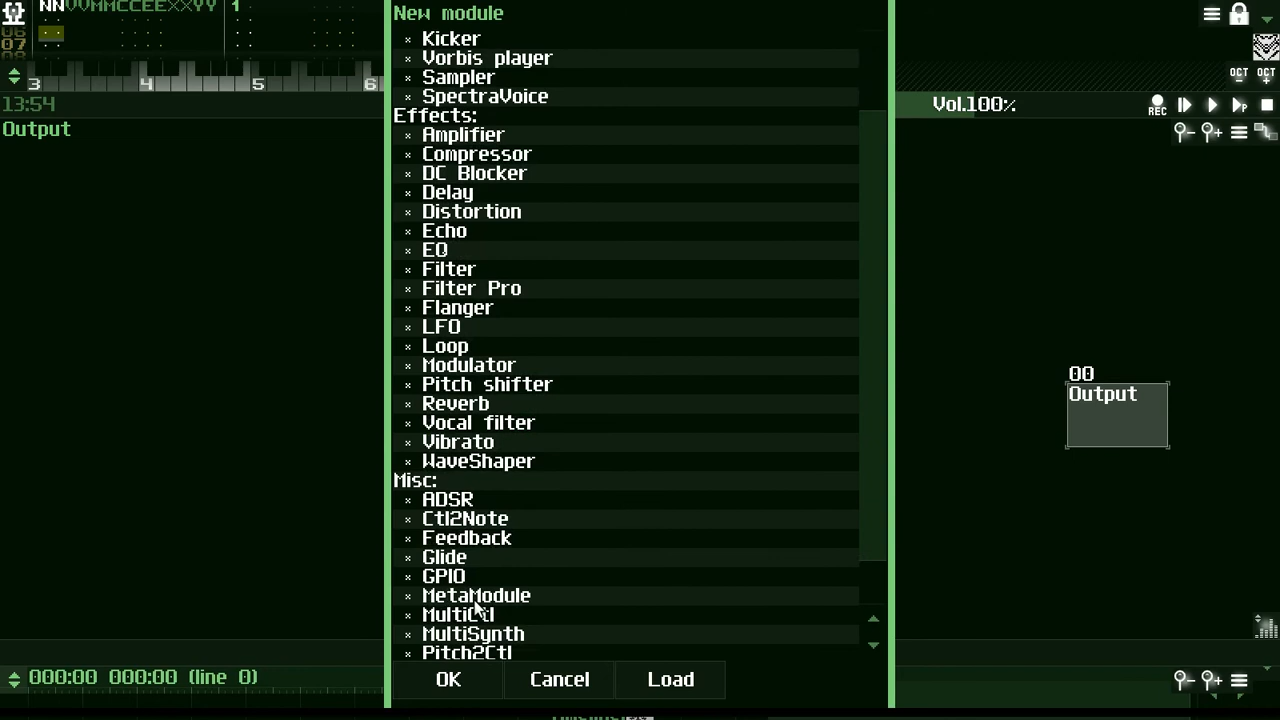 NNVVMMCCEEXXYY 1
06
07
3 4 5 6
13:54
Output
New module
Kicker
Vorbis player
Sampler
SpectraVoice
Effects:
Amplifier
Compressor
DC Blocker
Delay
Distortion
Echo
EQ
Filter
Filter Pro
Flanger
LFO
Loop
Modulator
Pitch shifter
Reverb
Vocal filter
Vibrato
WaveShaper
Misc:
ADSR
Ctl2Note
Feedback
Glide
GPIO
MetaModule
MultiCtl
MultiSynth
Pitch2Ctl
OK Cancel Load
OCT - OCT +
Vol.100% REC
00
Output
000:00 000:00 (line 0)